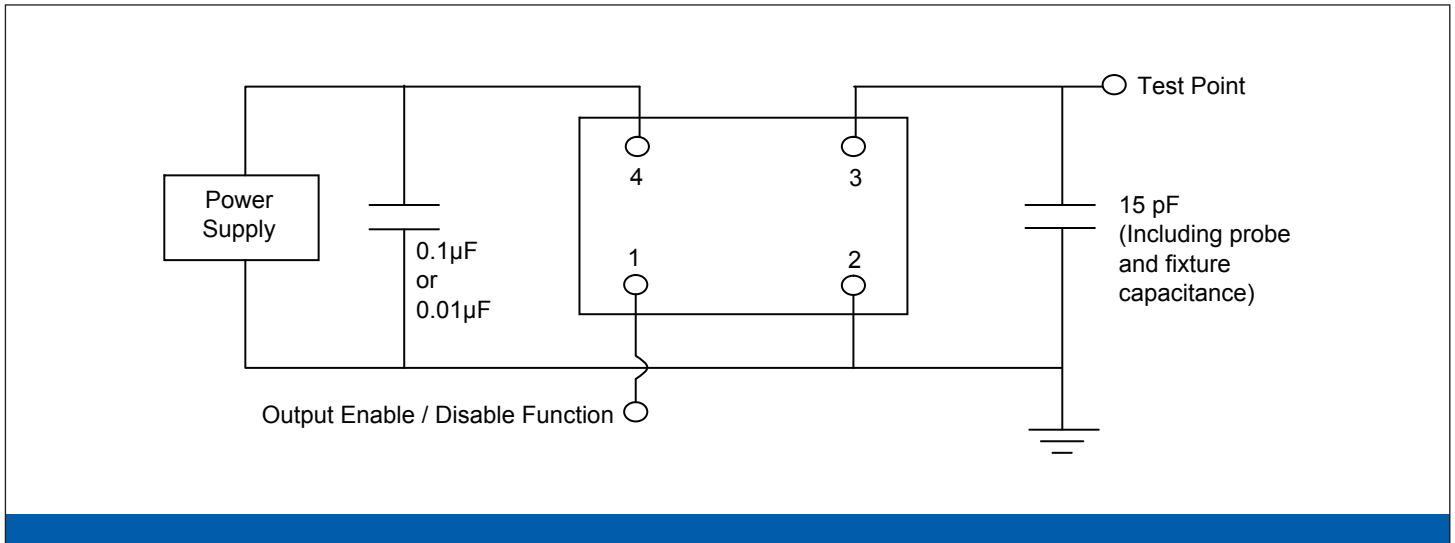 Test Point
4
3
Power
Supply
0.1µF
or
0.01µF
1
2
15 pF
(Including probe
and fixture
capacitance)
Output Enable / Disable Function